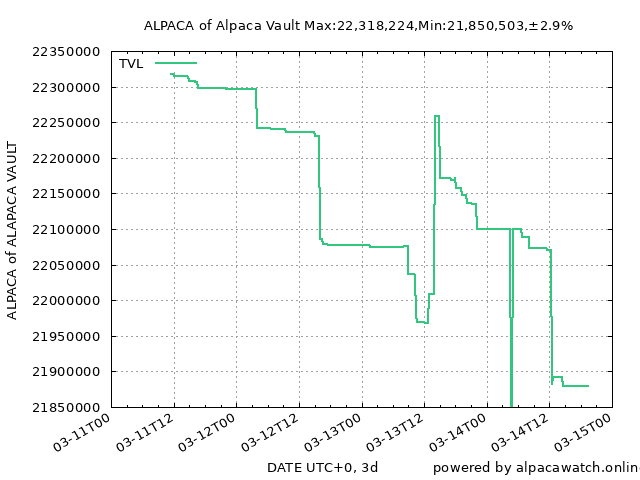 ALPACA of Alpaca Vault Max:22,318,224,Min:21,850,503,±2.9%
TVL
22350000
22300000
22250000
22200000
22150000
22100000
22050000
22000000
21950000
21900000
21850000
ALPACA of ALAPACA VAULT
03-11T00
03-11T12
03-12T00
03-12T12
03-13T00
03-13T12
03-14T00
03-14T12
03-15T00
DATE UTC+0, 3d
powered by alpacawatch.onlin